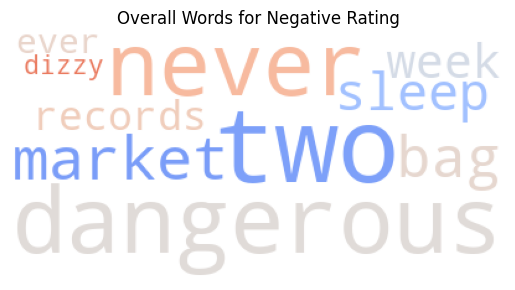 Overall Words for Negative Rating
ever never week
dizzy sleep
records two
market bag
dangerous